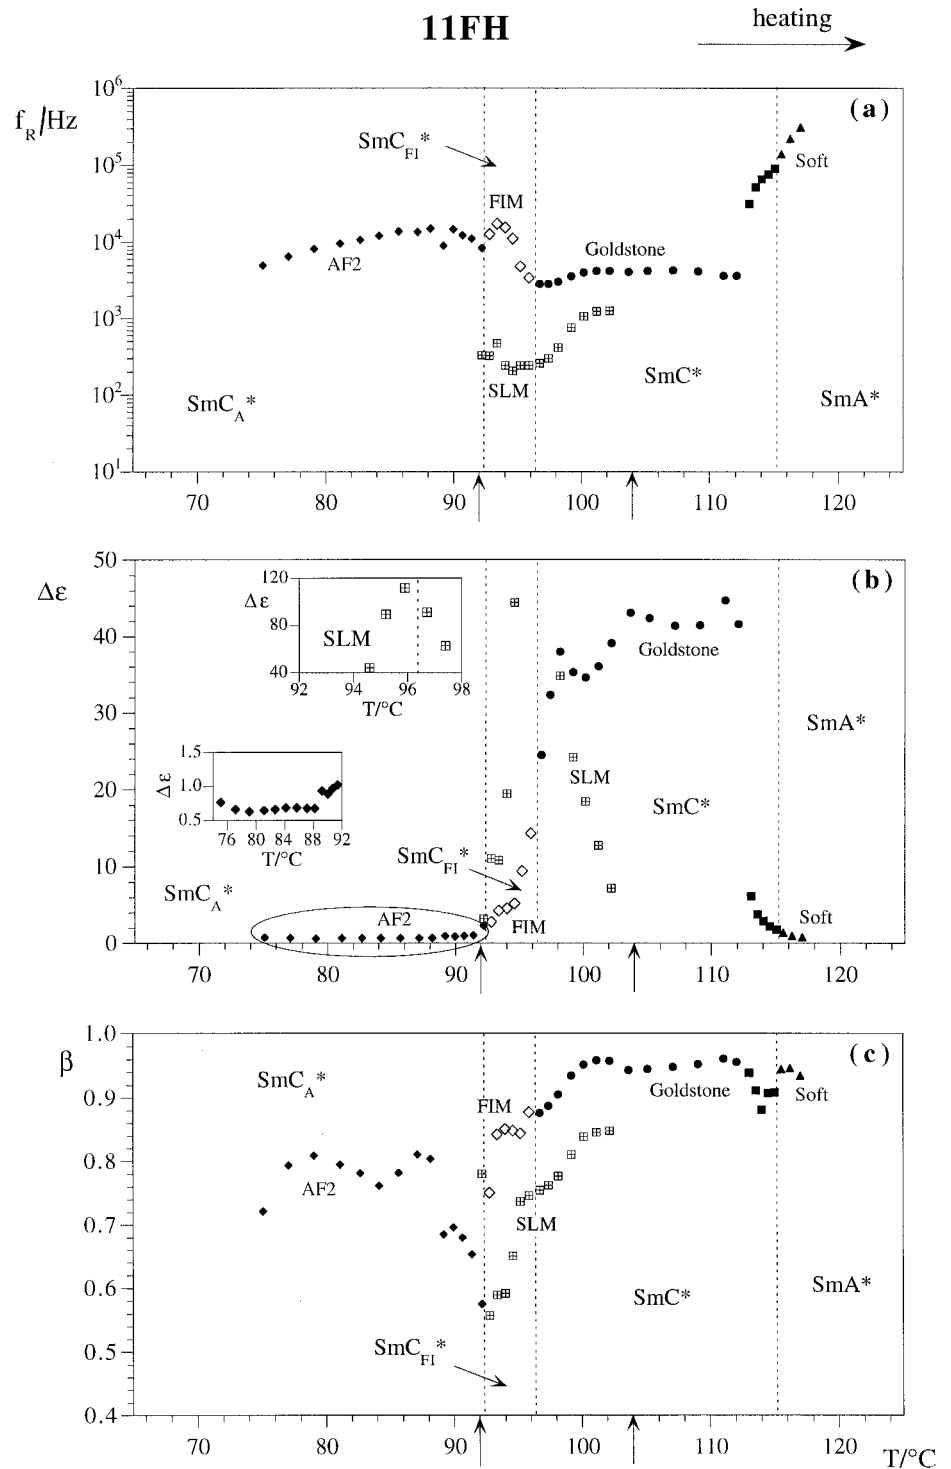 11FH
heating
(a)
f_R/Hz
10^6
10^5
10^4
10^3
10^2
10^1
SmC_FI*
FIM
Soft
Goldstone
AF2
SLM
SmC*
SmC_A*
SmA*
70 80 90 100 110 120
(b)
Δε
50
40
30
20
10
0
Δε
120
80
40
SLM
92 94 96 98
T/°C
Goldstone
SmA*
Δε
1.5
1.0
0.5
76 80 84 88 92
T/°C
SLM
SmC*
SmC_FI*
SmC_A*
AF2
FIM
Soft
70 80 90 100 110 120
(c)
β
1.0
0.9
0.8
0.7
0.6
0.5
0.4
SmC_A*
FIM
Goldstone
Soft
AF2
SLM
SmC*
SmA*
SmC_FI*
70 80 90 100 110 120
T/°C